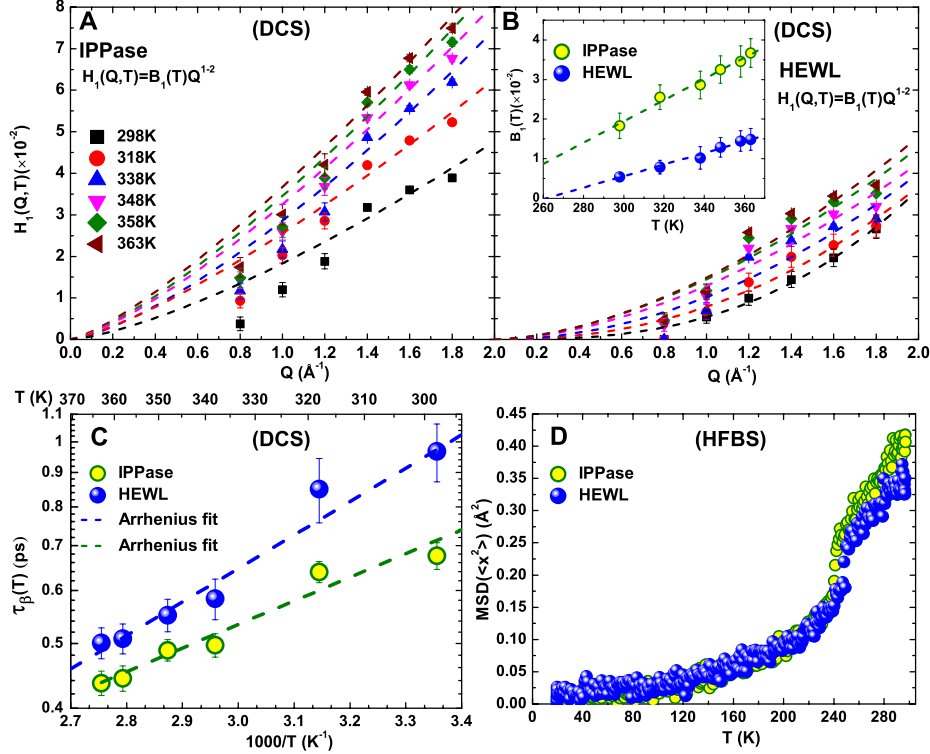 A
IPPase
(DCS)
H₁(Q,T)=B₁(T)Q¹⁻²
298K
318K
338K
348K
358K
363K
H₁(Q,T)(×10⁻²)
8
7
6
5
4
3
2
1
0
0.0 0.2 0.4 0.6 0.8 1.0 1.2 1.4 1.6 1.8 2.0
Q (Å⁻¹)
B
(DCS)
HEWL
H₁(Q,T)=B₁(T)Q¹⁻²
IPPase
HEWL
B₁(T)(×10⁻²)
4
2
0
260 280 300 320 340 360
T (K)
0.2 0.4 0.6 0.8 1.0 1.2 1.4 1.6 1.8 2.0
Q (Å⁻¹)
T (K)
370 360 350 340 330 320 310 300
C
(DCS)
IPPase
HEWL
Arrhenius fit
Arrhenius fit
τβ(T) (ps)
1.1
1
0.9
0.8
0.7
0.6
0.5
0.4
2.7 2.8 2.9 3.0 3.1 3.2 3.3 3.4
1000/T (K⁻¹)
D
(HFBS)
IPPase
HEWL
MSD(<x²>) (Å²)
0.45
0.40
0.35
0.30
0.25
0.20
0.15
0.10
0.05
0.00
0 40 80 120 160 200 240 280
T (K)